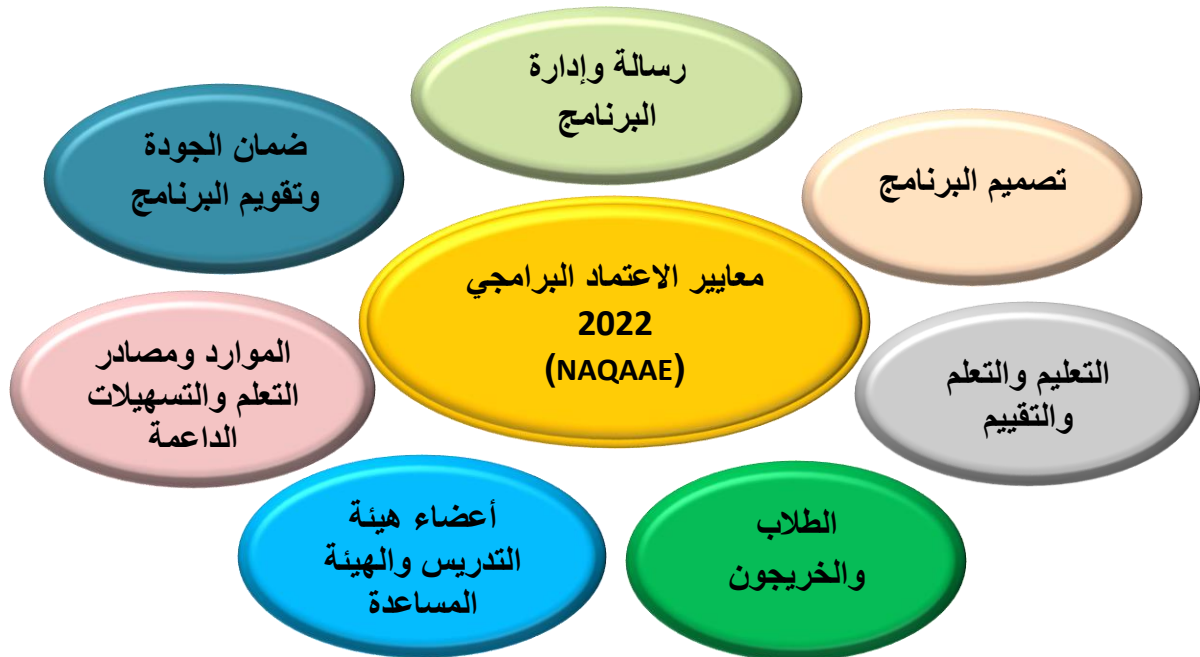 رسالة وإدارة
البرنامج
تصميم البرنامج
ضمان الجودة
وتقويم البرنامج
معايير الاعتماد البرامجي
2022
(NAQAAE)
التعليم والتعلم
والتقييم
الموارد ومصادر
التعلم والتسهيلات
الداعمة
الطلاب
والخريجون
أعضاء هيئة
التدريس والهيئة
المساعدة